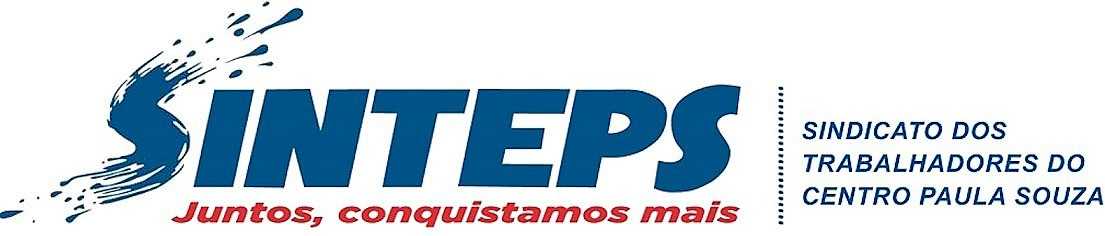 SINTEPS
Juntos, conquistamos mais
SINDICATO DOS
TRABALHADORES DO
CENTRO PAULA SOUZA